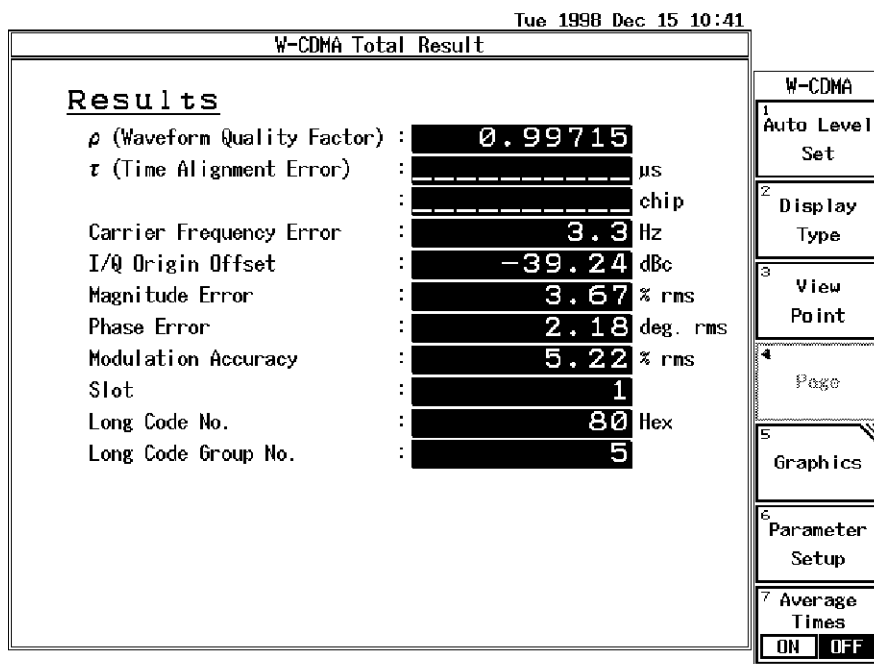 Tue 1998 Dec 15 10:41
W-CDMA Total Result
Results
ρ (Waveform Quality Factor) : 0.99715
τ (Time Alignment Error) : _ _ _ _ _ _ _ _ _ μs
: _ _ _ _ _ _ _ _ _ chip
Carrier Frequency Error : 3.3 Hz
I/Q Origin Offset : -39.24 dBc
Magnitude Error : 3.67 % rms
Phase Error : 2.18 deg. rms
Modulation Accuracy : 5.22 % rms
Slot : 1
Long Code No. : 80 Hex
Long Code Group No. : 5
W-CDMA
1
Auto Level
Set
2
Display
Type
3
View
Point
4
Page
5
Graphics
6
Parameter
Setup
7
Average
Times
ON OFF